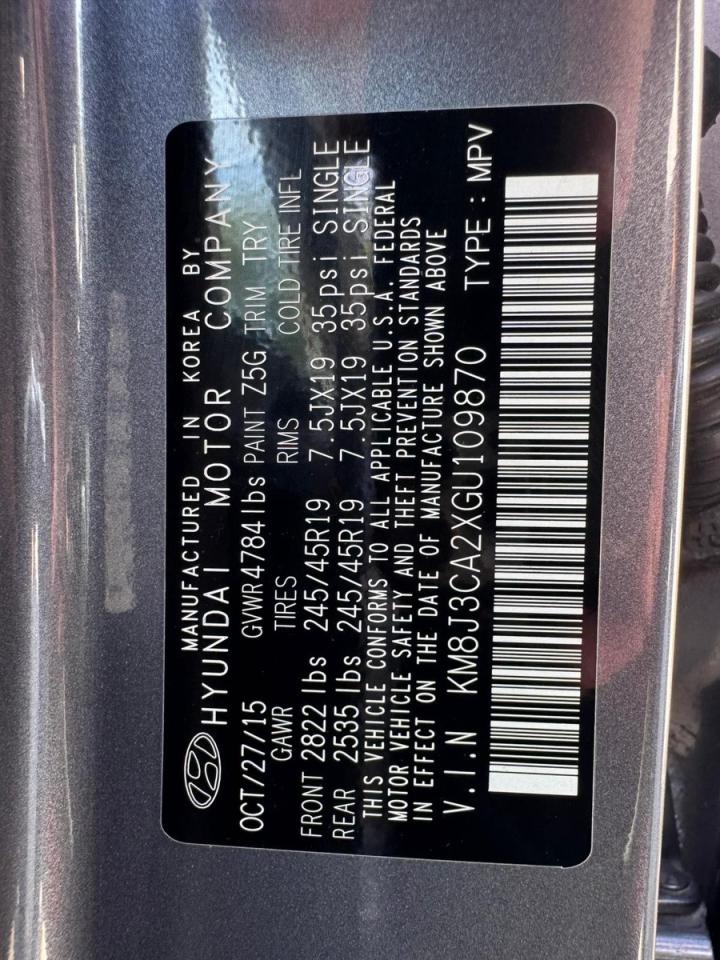 MANUFACTURED IN KOREA BY
HYUNDAI MOTOR COMPANY
OCT/27/15 GVWR4784lbs PAINT Z5G TRIM TRY
GAWR TIRES RIMS COLD TIRE INFL
FRONT 2822 lbs 245/45R19 7.5JX19 35psi SINGLE
REAR 2535 lbs 245/45R19 7.5JX19 35psi SINGLE
THIS VEHICLE CONFORMS TO ALL APPLICABLE U.S.A. FEDERAL
MOTOR VEHICLE SAFETY AND THEFT PREVENTION STANDARDS
IN EFFECT ON THE DATE OF MANUFACTURE SHOWN ABOVE
V.I.N KM8J3CA2XGU109870 TYPE : MPV